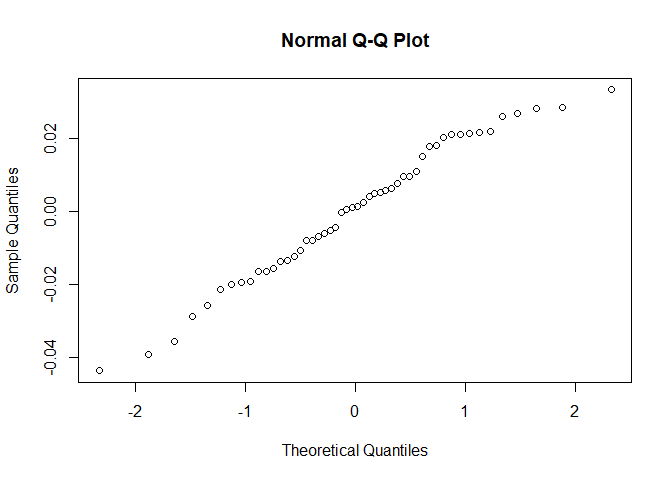 Normal Q-Q Plot
0.02
0.00
-0.02
-0.04
Sample Quantiles
-2 -1 0 1 2
Theoretical Quantiles